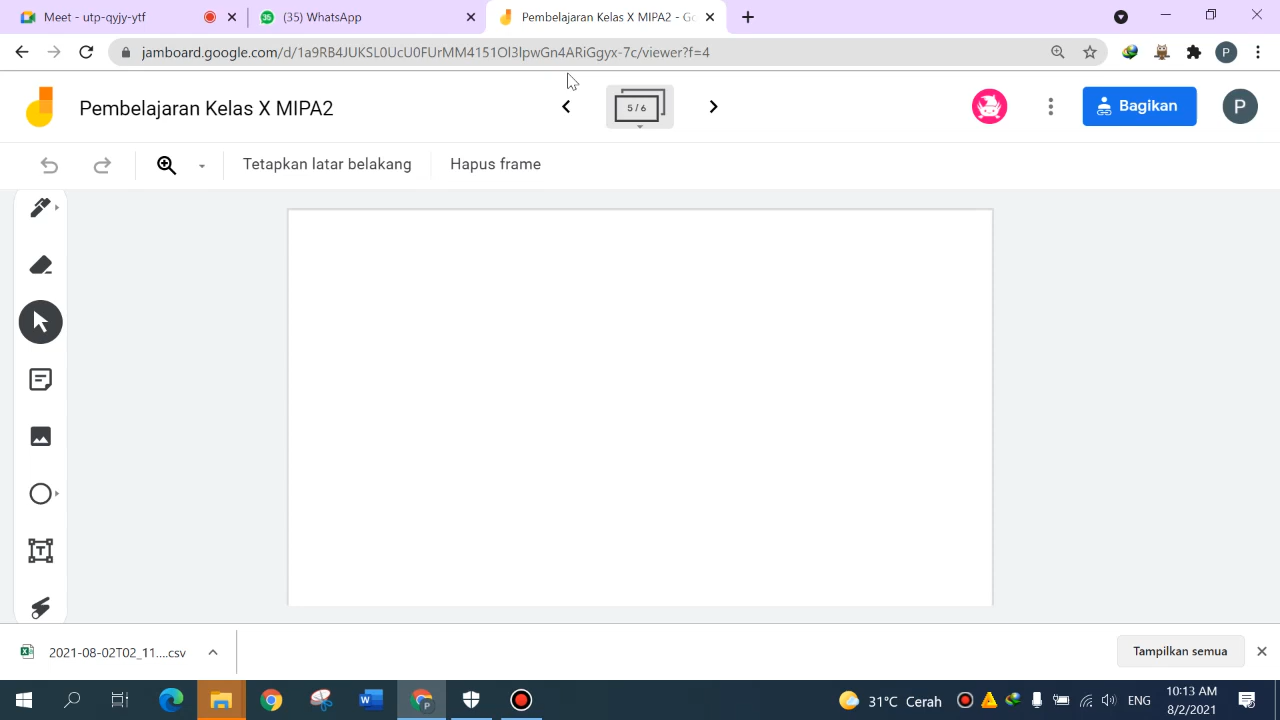 Meet - utp-qyjy-ytf
(35) WhatsApp
Pembelajaran Kelas X MIPA2 - Go
jamboard.google.com/d/1a9RB4JUKSL0UcU0FUrMM4151Ol3IpwGn4ARiGgyx-7c/viewer?f=4
P
Pembelajaran Kelas X MIPA2
5 / 6
Bagikan
P
Tetapkan latar belakang
Hapus frame
2021-08-02T02_11....csv
Tampilkan semua
31°C Cerah
ENG
10:13 AM
8/2/2021